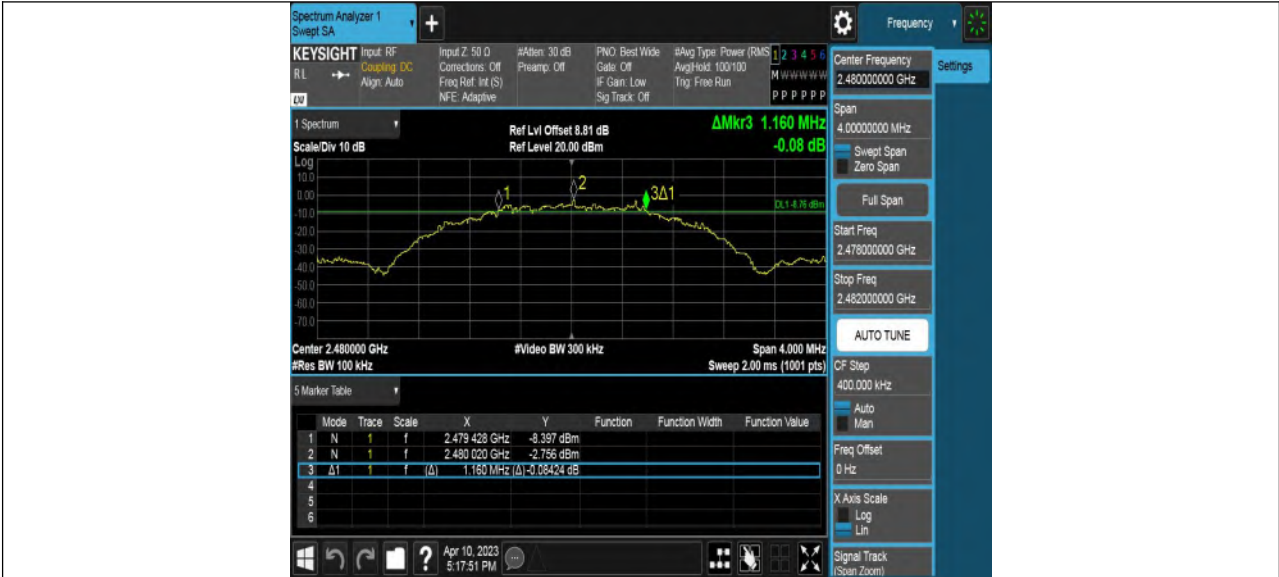 Spectrum Analyzer 1
Swept SA
+
Frequency
KEYSIGHT
RL
Input: RF
Coupling: DC
Align: Auto
Input Z: 50 Ω
Corrections: Off
Freq Ref: Int (S)
NFE: Adaptive
#Atten: 30 dB
Preamp: Off
PNO: Best Wide
Gate: Off
IF Gain: Low
Sig Track: Off
#Avg Type: Power (RMS
Avg|Hold: 100/100
Trig: Free Run
1 2 3 4 5 6
M W W W W W
P P P P P P
1 Spectrum
Scale/Div 10 dB
Ref Lvl Offset 8.81 dB
Ref Level 20.00 dBm
ΔMkr3 1.160 MHz
-0.08 dB
Log
10.0
0.00
-10.0
-20.0
-30.0
-40.0
-50.0
-60.0
-70.0
1
2
3Δ1
DL1 -8.76 dBm
Center 2.480000 GHz
#Res BW 100 kHz
#Video BW 300 kHz
Span 4.000 MHz
Sweep 2.00 ms (1001 pts)
5 Marker Table
Mode Trace Scale X Y Function Function Width Function Value
1 N 1 f 2.479 428 GHz -8.397 dBm
2 N 1 f 2.480 020 GHz -2.756 dBm
3 Δ1 1 f (Δ) 1.160 MHz (Δ) -0.08424 dB
4
5
6
?
Apr 10, 2023
5:17:51 PM
Settings
Center Frequency
2.480000000 GHz
Span
4.00000000 MHz
Swept Span
Zero Span
Full Span
Start Freq
2.478000000 GHz
Stop Freq
2.482000000 GHz
AUTO TUNE
CF Step
400.000 kHz
Auto
Man
Freq Offset
0 Hz
X Axis Scale
Log
Lin
Signal Track
(Span Zoom)